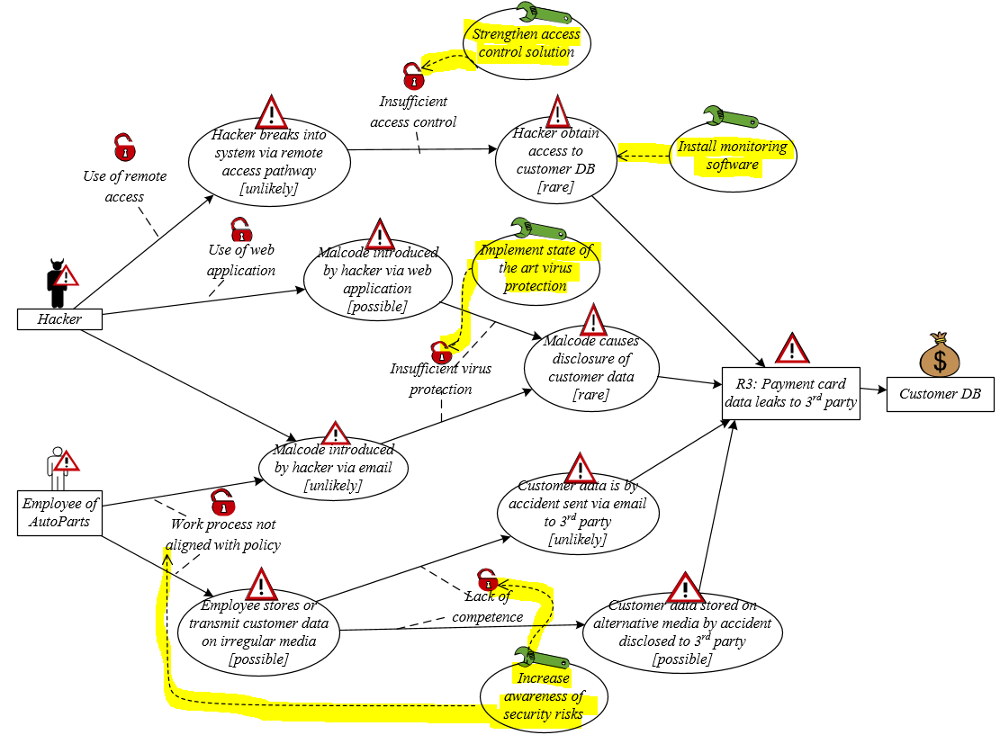 Strengthen access
control solution
Insufficient
access control
Hacker breaks into
system via remote
access pathway
[unlikely]
Hacker obtain
access to
customer DB
[rare]
Install monitoring
software
Use of remote
access
Use of web
application
Malcode introduced
by hacker via web
application
[possible]
Implement state of
the art virus
protection
Hacker
Malcode causes
disclosure of
customer data
[rare]
Insufficient virus
protection
R3: Payment card
data leaks to 3rd party
$
Customer DB
Malcode introduced
by hacker via email
[unlikely]
Employee of
AutoParts
Customer data is by
accident sent via email
to 3rd party
[unlikely]
Work process not
aligned with policy
Employee stores or
transmit customer data
on irregular media
[possible]
Lack of
competence
Customer data stored on
alternative media by accident
disclosed to 3rd party
[possible]
Increase
awareness of
security risks